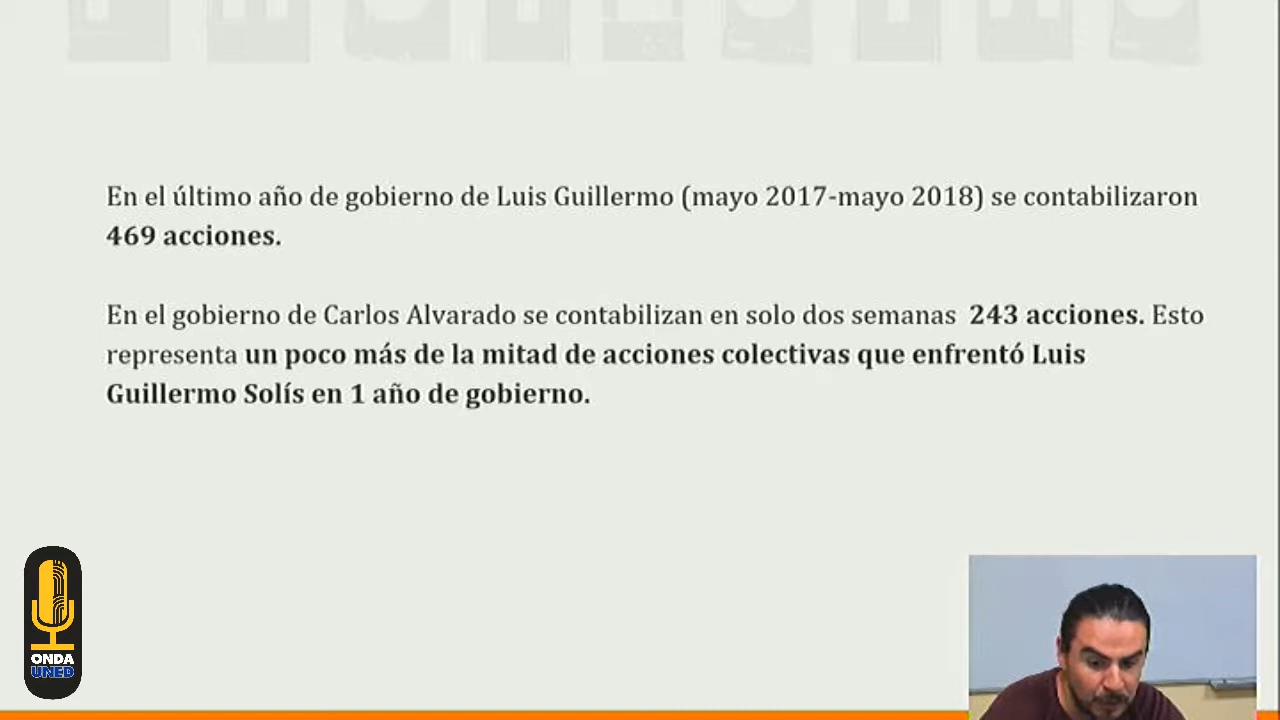 En el último año de gobierno de Luis Guillermo (mayo 2017-mayo 2018) se contabilizaron
469 acciones.
En el gobierno de Carlos Alvarado se contabilizan en solo dos semanas 243 acciones. Esto
representa un poco más de la mitad de acciones colectivas que enfrentó Luis
Guillermo Solís en 1 año de gobierno.
ONDA
UNED